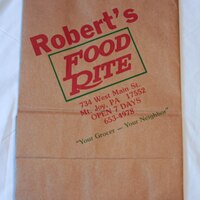 Robert's
FOOD
RITE
734 West Main St.
Mt. Joy, PA 17552
OPEN 7 DAYS
653-4978
"Your Grocer — Your Neighbor"